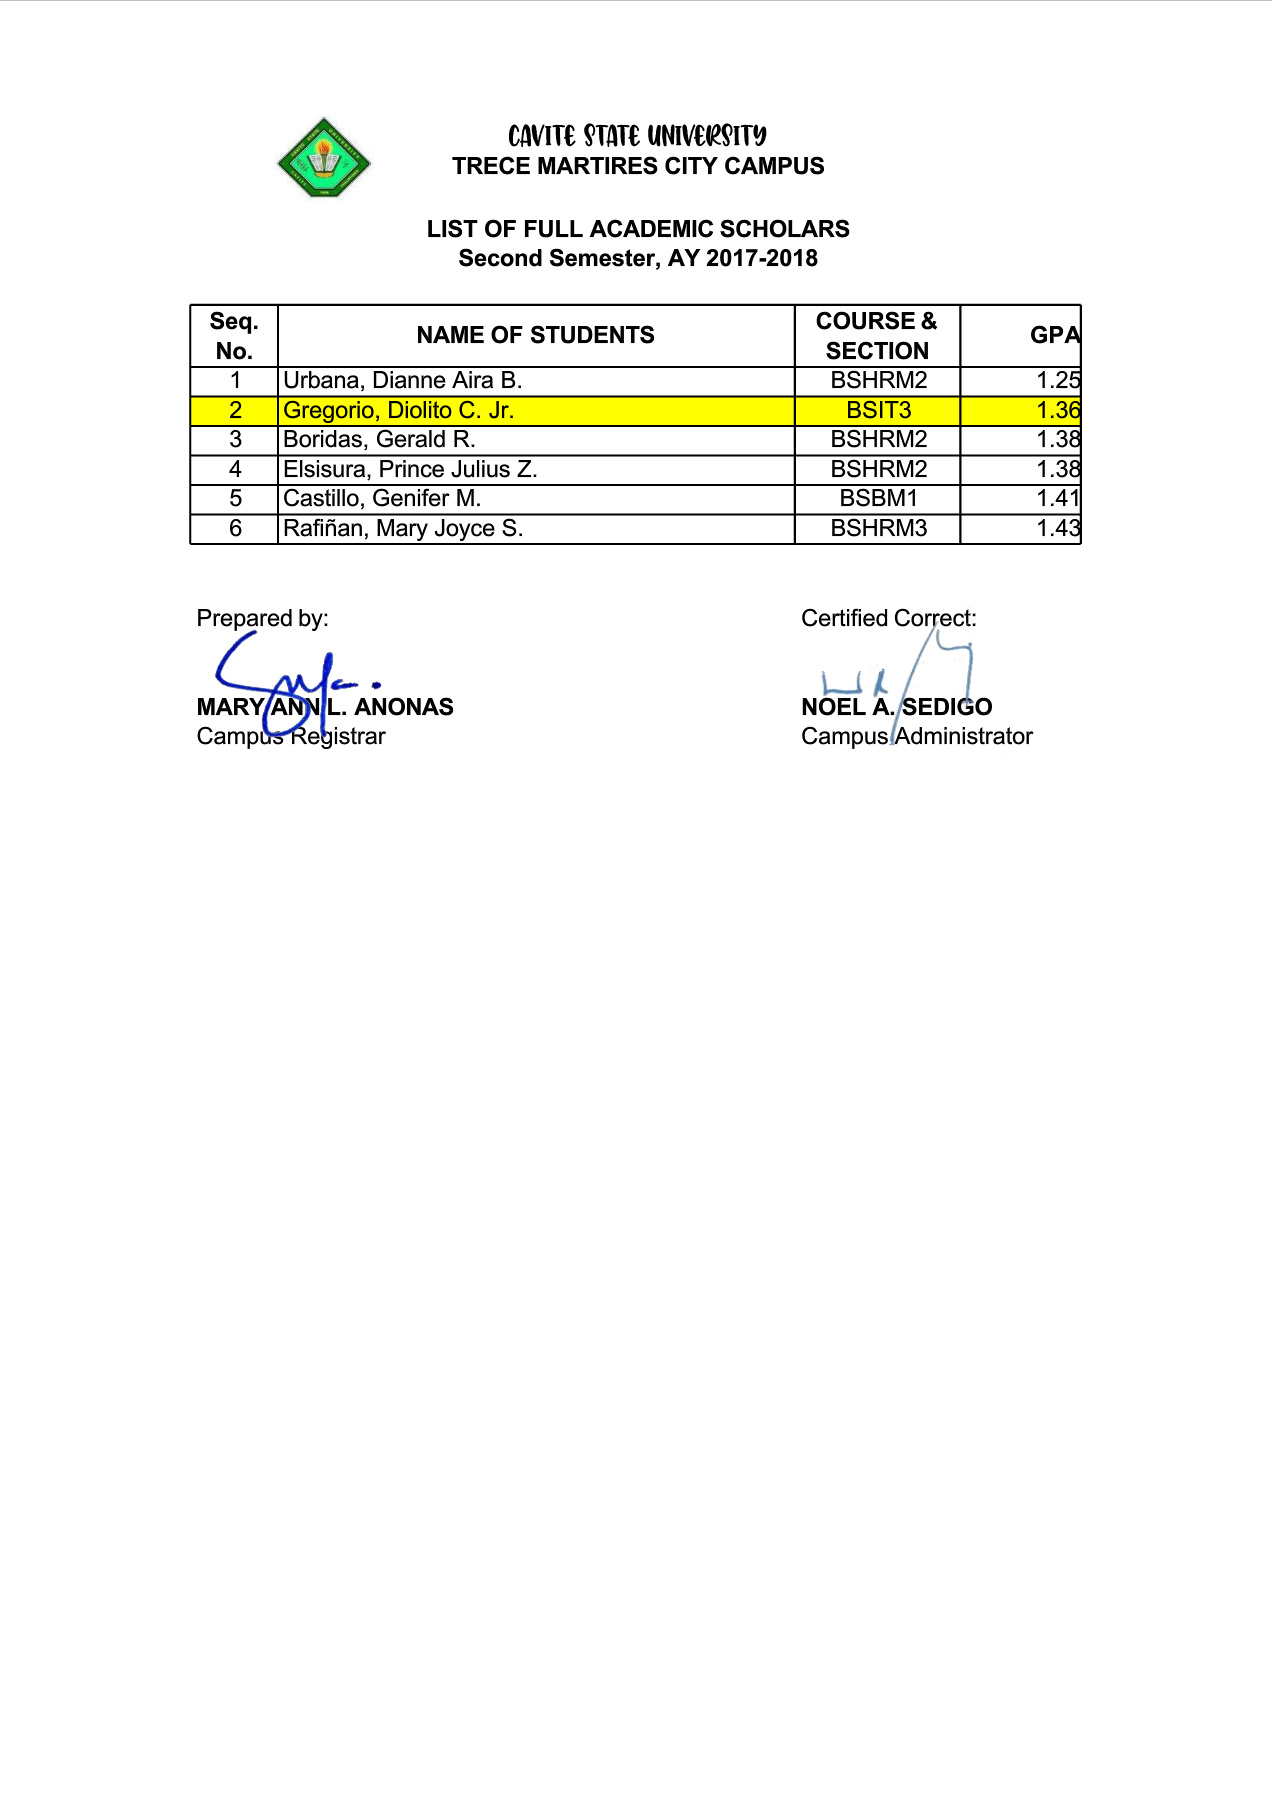 CAVITE STATE UNIVERSITY
TRECE MARTIRES CITY CAMPUS
LIST OF FULL ACADEMIC SCHOLARS
Second Semester, AY 2017-2018
Seq. No. NAME OF STUDENTS COURSE & SECTION GPA
1 Urbana, Dianne Aira B. BSHRM2 1.25
2 Gregorio, Diolito C. Jr. BSIT3 1.36
3 Boridas, Gerald R. BSHRM2 1.38
4 Elsisura, Prince Julius Z. BSHRM2 1.38
5 Castillo, Genifer M. BSBM1 1.41
6 Rafiñan, Mary Joyce S. BSHRM3 1.43
Prepared by: Certified Correct:
MARY ANN L. ANONAS NOEL A. SEDIGO
Campus Registrar Campus Administrator